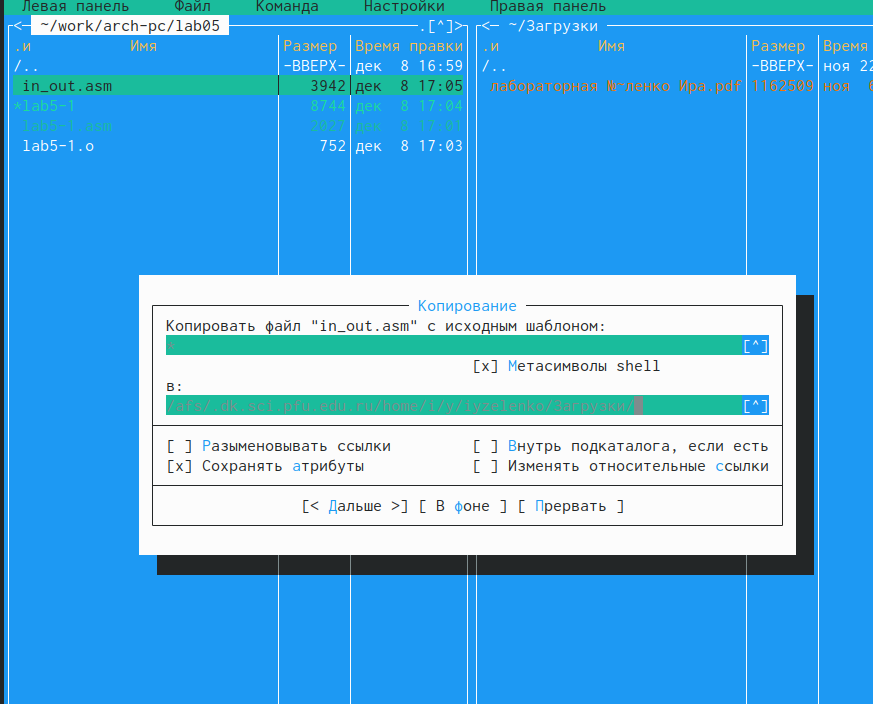 Левая панель Файл Команда Настройки Правая панель
<─ ~/work/arch-pc/lab05 .[^]> <─ ~/Загрузки
.и Имя Размер Время правки .и Имя Размер Время
/.. -ВВЕРХ- дек 8 16:59 /.. -ВВЕРХ- ноя 22
in_out.asm 3942 дек 8 17:05 лабораторная №~ленко Ира.pdf 1162509 ноя
*lab5-1 8744 дек 8 17:04
lab5-1.asm 2027 дек 8 17:01
lab5-1.o 752 дек 8 17:03
Копирование
Копировать файл "in_out.asm" с исходным шаблоном:
* [^]
[x] Метасимволы shell
в:
/afs/.dk.sci.pfu.edu.ru/home/i/y/iyzelenko/Загрузки/ [^]
[ ] Разыменовывать ссылки [ ] Внутрь подкаталога, если есть
[x] Сохранять атрибуты [ ] Изменять относительные ссылки
[< Дальше >] [ В фоне ] [ Прервать ]